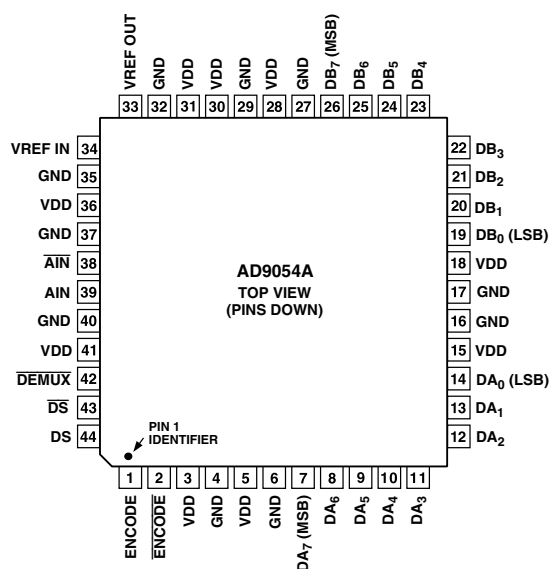 VREF OUT
GND
VDD
VDD
GND
VDD
GND
DB7 (MSB)
DB6
DB5
DB4
33 32 31 30 29 28 27 26 25 24 23
VREF IN 34
GND 35
VDD 36
GND 37
AIN 38
AIN 39
GND 40
VDD 41
DEMUX 42
DS 43
DS 44
22 DB3
21 DB2
20 DB1
19 DB0 (LSB)
18 VDD
17 GND
16 GND
15 VDD
14 DA0 (LSB)
13 DA1
12 DA2
AD9054A
TOP VIEW
(PINS DOWN)
PIN 1
IDENTIFIER
1 2 3 4 5 6 7 8 9 10 11
ENCODE
ENCODE
VDD
GND
VDD
GND
DA7 (MSB)
DA6
DA5
DA4
DA3